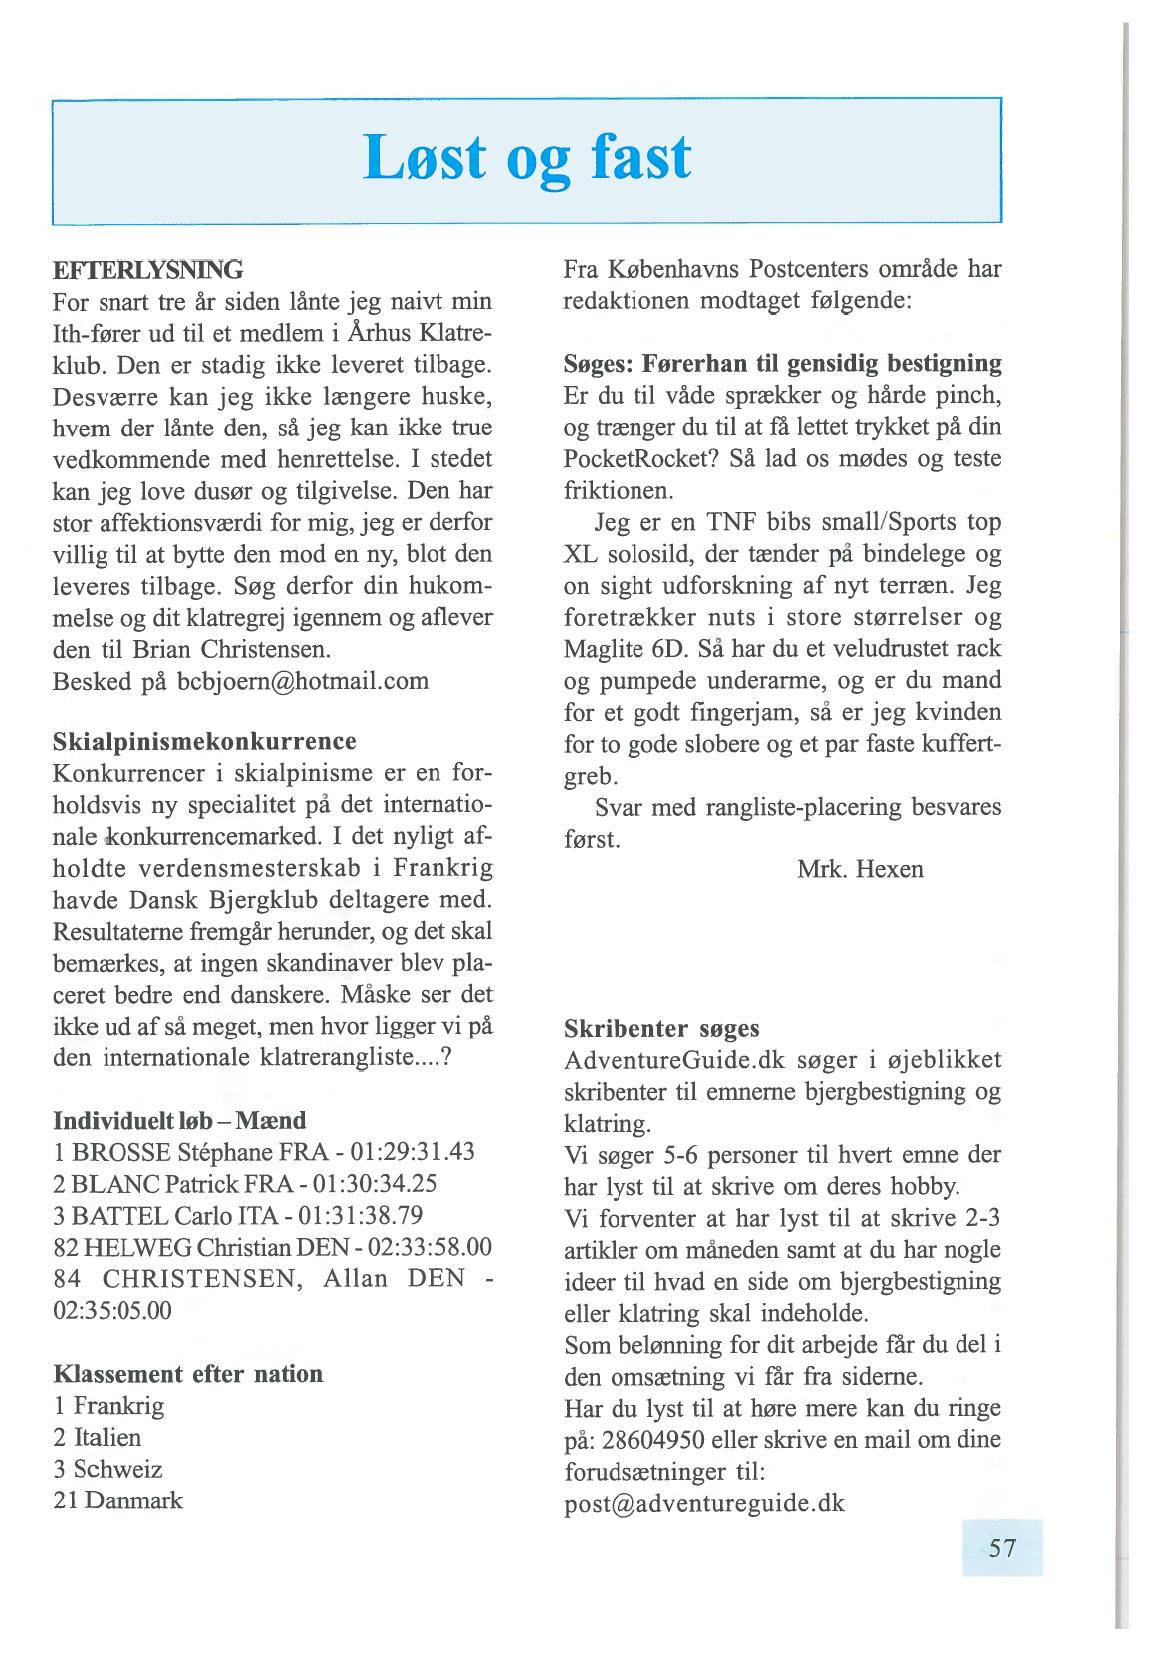 Løst og fast
EFTERLYSNING
For snart tre år siden lånte jeg naivt min
Ith-fører ud til et medlem i Århus Klatre-
klub. Den er stadig ikke leveret tilbage.
Desværre kan jeg ikke længere huske,
hvem der lånte den, så jeg kan ikke true
vedkommende med henrettelse. I stedet
kan jeg love dusør og tilgivelse. Den har
stor affektionsværdi for mig, jeg er derfor
villig til at bytte den mod en ny, blot den
leveres tilbage. Søg derfor din hukom-
melse og dit klatregrej igennem og aflever
den til Brian Christensen.
Besked på bcbjoern@hotmail.com
Skialpinismekonkurrence
Konkurrencer i skialpinisme er en for-
holdsvis ny specialitet på det internatio-
nale konkurrencemarked. I det nyligt af-
holdte verdensmesterskab i Frankrig
havde Dansk Bjergklub deltagere med.
Resultaterne fremgår herunder, og det skal
bemærkes, at ingen skandinaver blev pla-
ceret bedre end danskere. Måske ser det
ikke ud af så meget, men hvor ligger vi på
den internationale klatrerangliste....?
Individuelt løb – Mænd
1 BROSSE Stéphane FRA - 01:29:31.43
2 BLANC Patrick FRA - 01:30:34.25
3 BATTEL Carlo ITA - 01:31:38.79
82 HELWEG Christian DEN - 02:33:58.00
84 CHRISTENSEN, Allan DEN -
02:35:05.00
Klassement efter nation
1 Frankrig
2 Italien
3 Schweiz
21 Danmark
Fra Københavns Postcenters område har
redaktionen modtaget følgende:
Søges: Førerhan til gensidig bestigning
Er du til våde sprækker og hårde pinch,
og trænger du til at få lettet trykket på din
PocketRocket? Så lad os mødes og teste
friktionen.
Jeg er en TNF bibs small/Sports top
XL solosild, der tænder på bindelege og
on sight udforskning af nyt terræn. Jeg
foretrækker nuts i store størrelser og
Maglite 6D. Så har du et veludrustet rack
og pumpede underarme, og er du mand
for et godt fingerjam, så er jeg kvinden
for to gode slobere og et par faste kuffert-
greb.
Svar med rangliste-placering besvares
først.
Mrk. Hexen
Skribenter søges
AdventureGuide.dk søger i øjeblikket
skribenter til emnerne bjergbestigning og
klatring.
Vi søger 5-6 personer til hvert emne der
har lyst til at skrive om deres hobby.
Vi forventer at har lyst til at skrive 2-3
artikler om måneden samt at du har nogle
ideer til hvad en side om bjergbestigning
eller klatring skal indeholde.
Som belønning for dit arbejde får du del i
den omsætning vi får fra siderne.
Har du lyst til at høre mere kan du ringe
på: 28604950 eller skrive en mail om dine
forudsætninger til:
post@adventureguide.dk
57